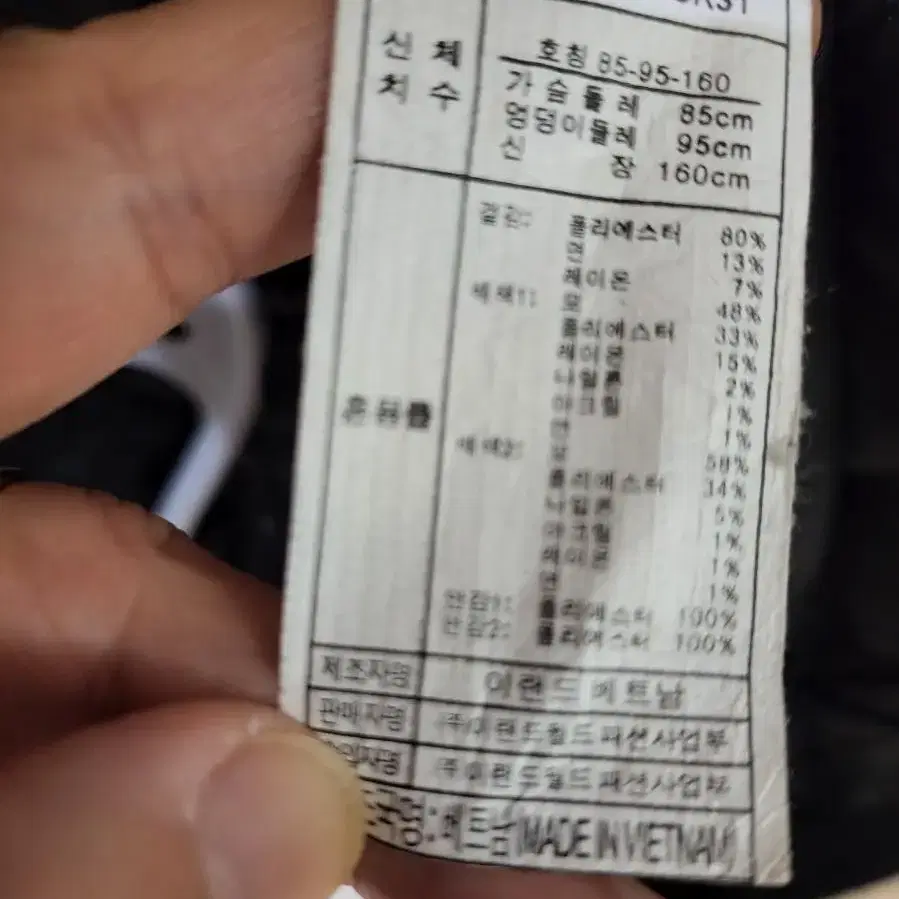 신체 치수
호칭 85-95-160
가슴둘레 85cm
엉덩이둘레 95cm
신장 160cm
혼용률
겉감: 폴리에스터 80%
면 13%
레이온 7%
배색1: 모 48%
폴리에스터 33%
레이온 15%
나일론 2%
아크릴 1%
면 1%
배색2: 모 58%
폴리에스터 34%
나일론 5%
아크릴 1%
레이온 1%
면 1%
안감1: 폴리에스터 100%
안감2: 폴리에스터 100%
제조자명 이랜드베트남
판매자명 (주)이랜드월드 패션사업부
자명 (주)이랜드월드 패션사업부
국명: 베트남(MADE IN VIETNAM)